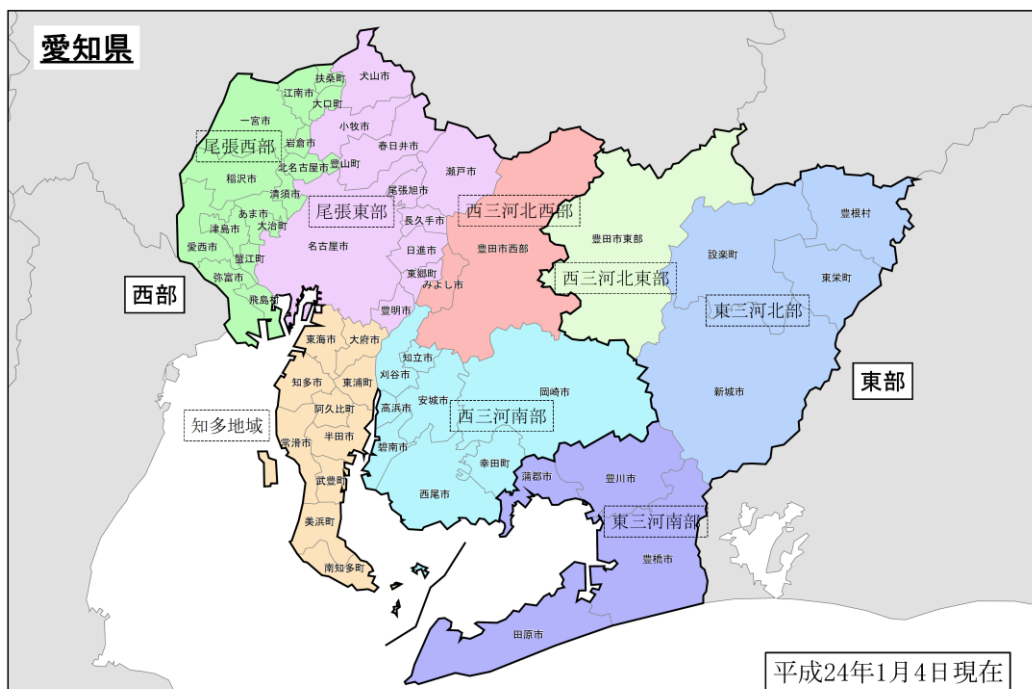 愛知県
扶桑町
犬山市
江南市
大口町
一宮市
小牧市
尾張西部
岩倉市
春日井市
北名古屋市
豊山町
瀬戸市
稲沢市
清須市
尾張旭市
あま市
尾張東部
長久手市
西三河北西部
津島市
大治町
豊根村
愛西市
名古屋市
日進市
豊田市西部
豊田市東部
設楽町
蟹江町
東郷町
西三河北東部
東栄町
弥富市
みよし市
西部
飛島村
豊明市
東三河北部
東海市
大府市
知立市
刈谷市
知多市
東浦町
岡崎市
新城市
東部
高浜市
安城市
阿久比町
西三河南部
知多地域
常滑市
半田市
碧南市
幸田町
蒲郡市
豊川市
武豊町
西尾市
美浜町
東三河南部
豊橋市
南知多町
田原市
平成24年1月4日現在